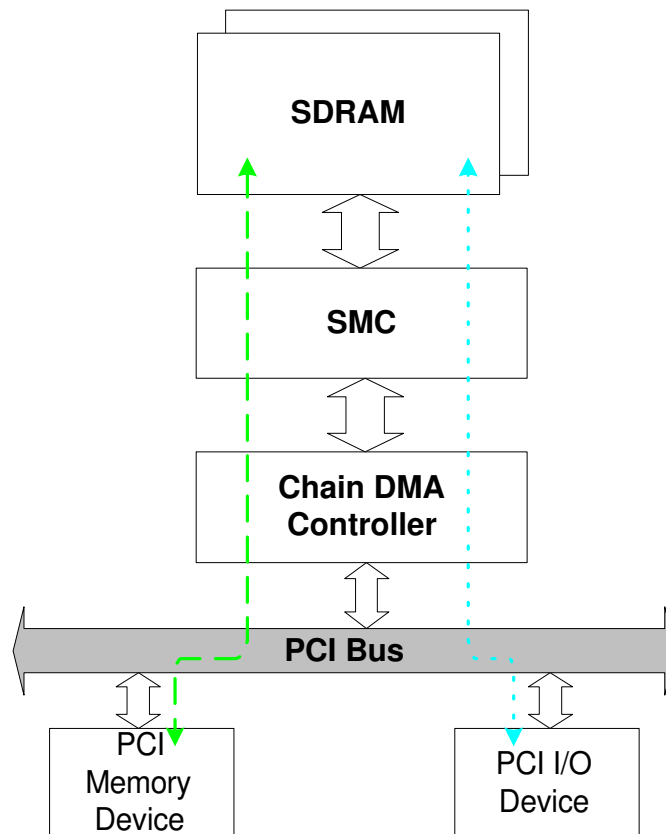 SDRAM
SMC
Chain DMA
Controller
PCI Bus
PCI
Memory
Device
PCI I/O
Device